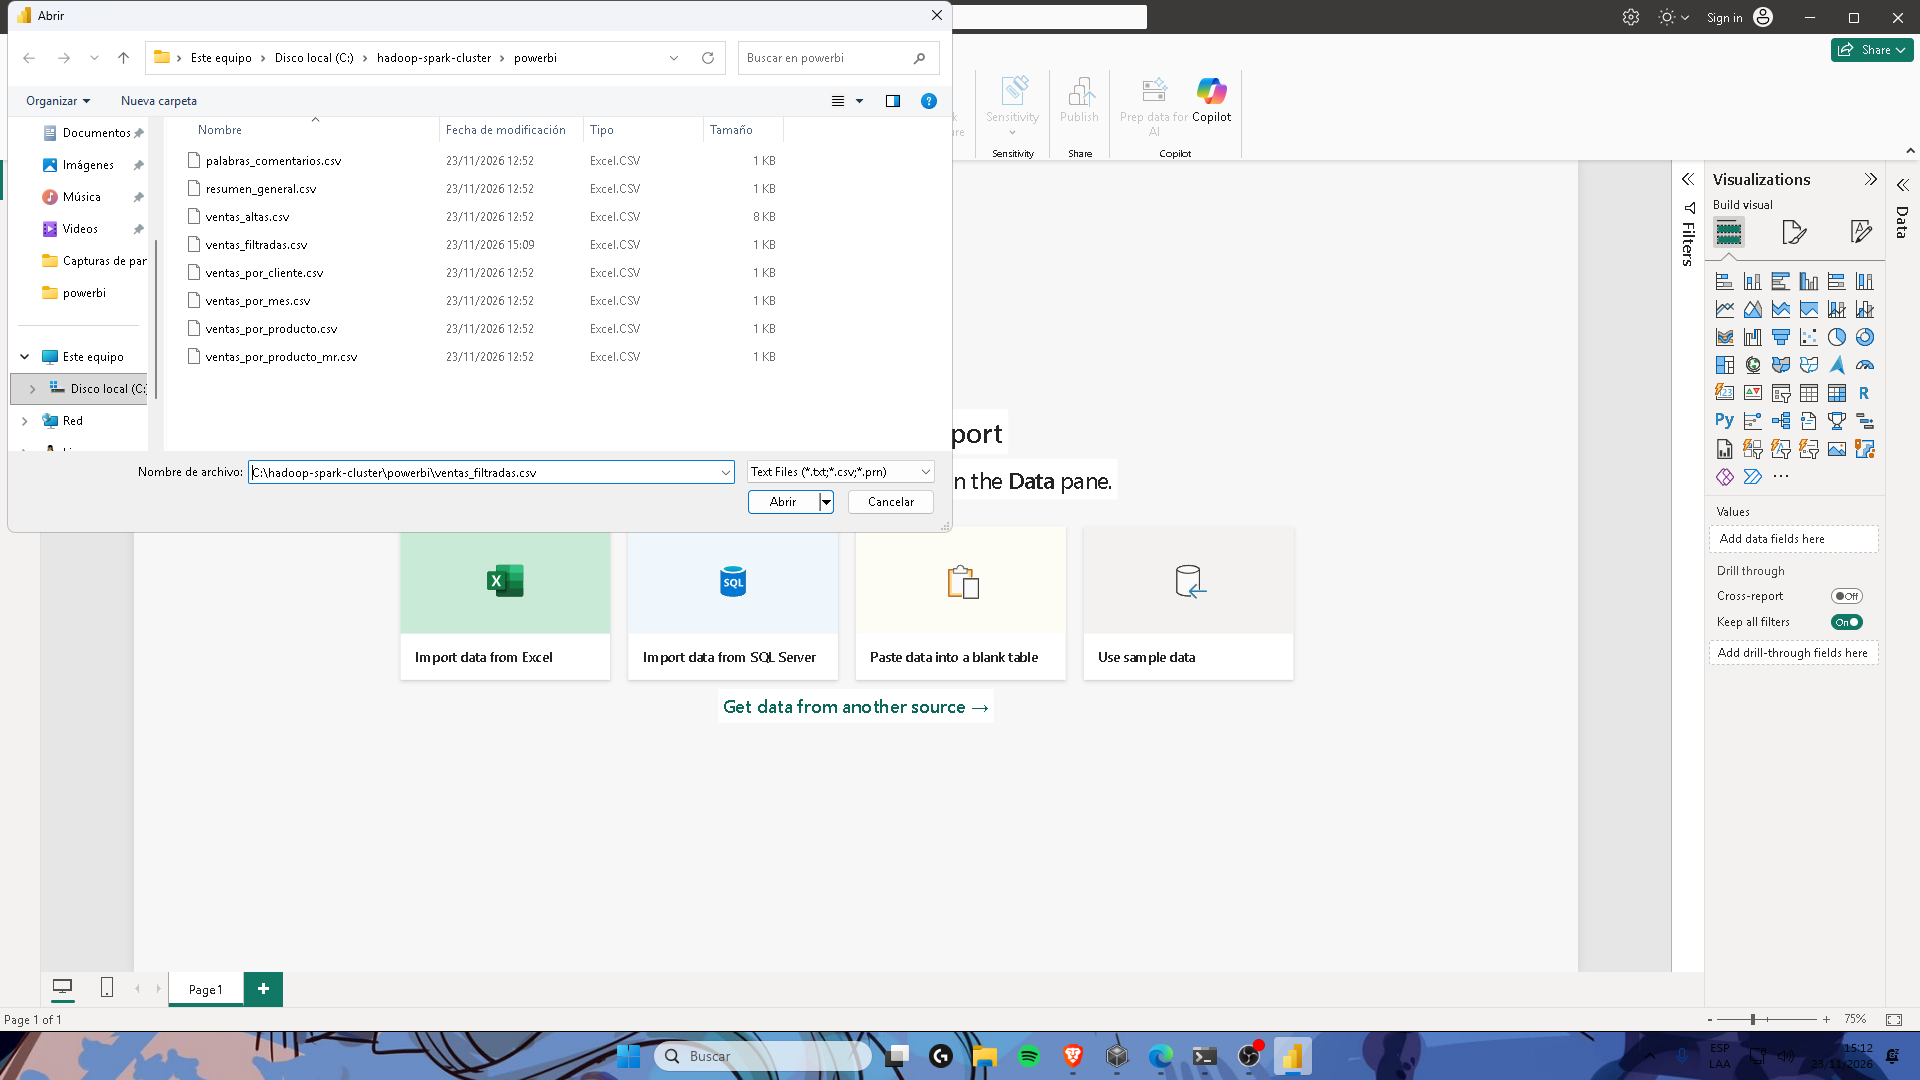 Abrir
Sign in
Este equipo
Disco local (C:)
hadoop-spark-cluster
powerbi
Buscar en powerbi
Share
Organizar
Nueva carpeta
Nombre
Fecha de modificación
Tipo
Tamaño
Documentos
Imágenes
Música
Videos
Capturas de par
powerbi
Este equipo
Disco local (C:)
Red
palabras_comentarios.csv 23/11/2026 12:52 Excel.CSV 1 KB
resumen_general.csv 23/11/2026 12:52 Excel.CSV 1 KB
ventas_altas.csv 23/11/2026 12:52 Excel.CSV 8 KB
ventas_filtradas.csv 23/11/2026 15:09 Excel.CSV 1 KB
ventas_por_cliente.csv 23/11/2026 12:52 Excel.CSV 1 KB
ventas_por_mes.csv 23/11/2026 12:52 Excel.CSV 1 KB
ventas_por_producto.csv 23/11/2026 12:52 Excel.CSV 1 KB
ventas_por_producto_mr.csv 23/11/2026 12:52 Excel.CSV 1 KB
Nombre de archivo:
C:\hadoop-spark-cluster\powerbi\ventas_filtradas.csv
Text Files (*.txt;*.csv;*.prn)
Abrir
Cancelar
Sensitivity
Publish
Prep data for
AI
Copilot
Sensitivity
Share
Copilot
port
n the Data pane.
X
SQL
Import data from Excel
Import data from SQL Server
Paste data into a blank table
Use sample data
Get data from another source →
Filters
Visualizations
Build visual
123
R
Py
...
Values
Add data fields here
Drill through
Cross-report
Off
Keep all filters
On
Add drill-through fields here
Data
Page 1
+
Page 1 of 1
- + 75%
Buscar
ESP
LAA
15:12
23/11/2026